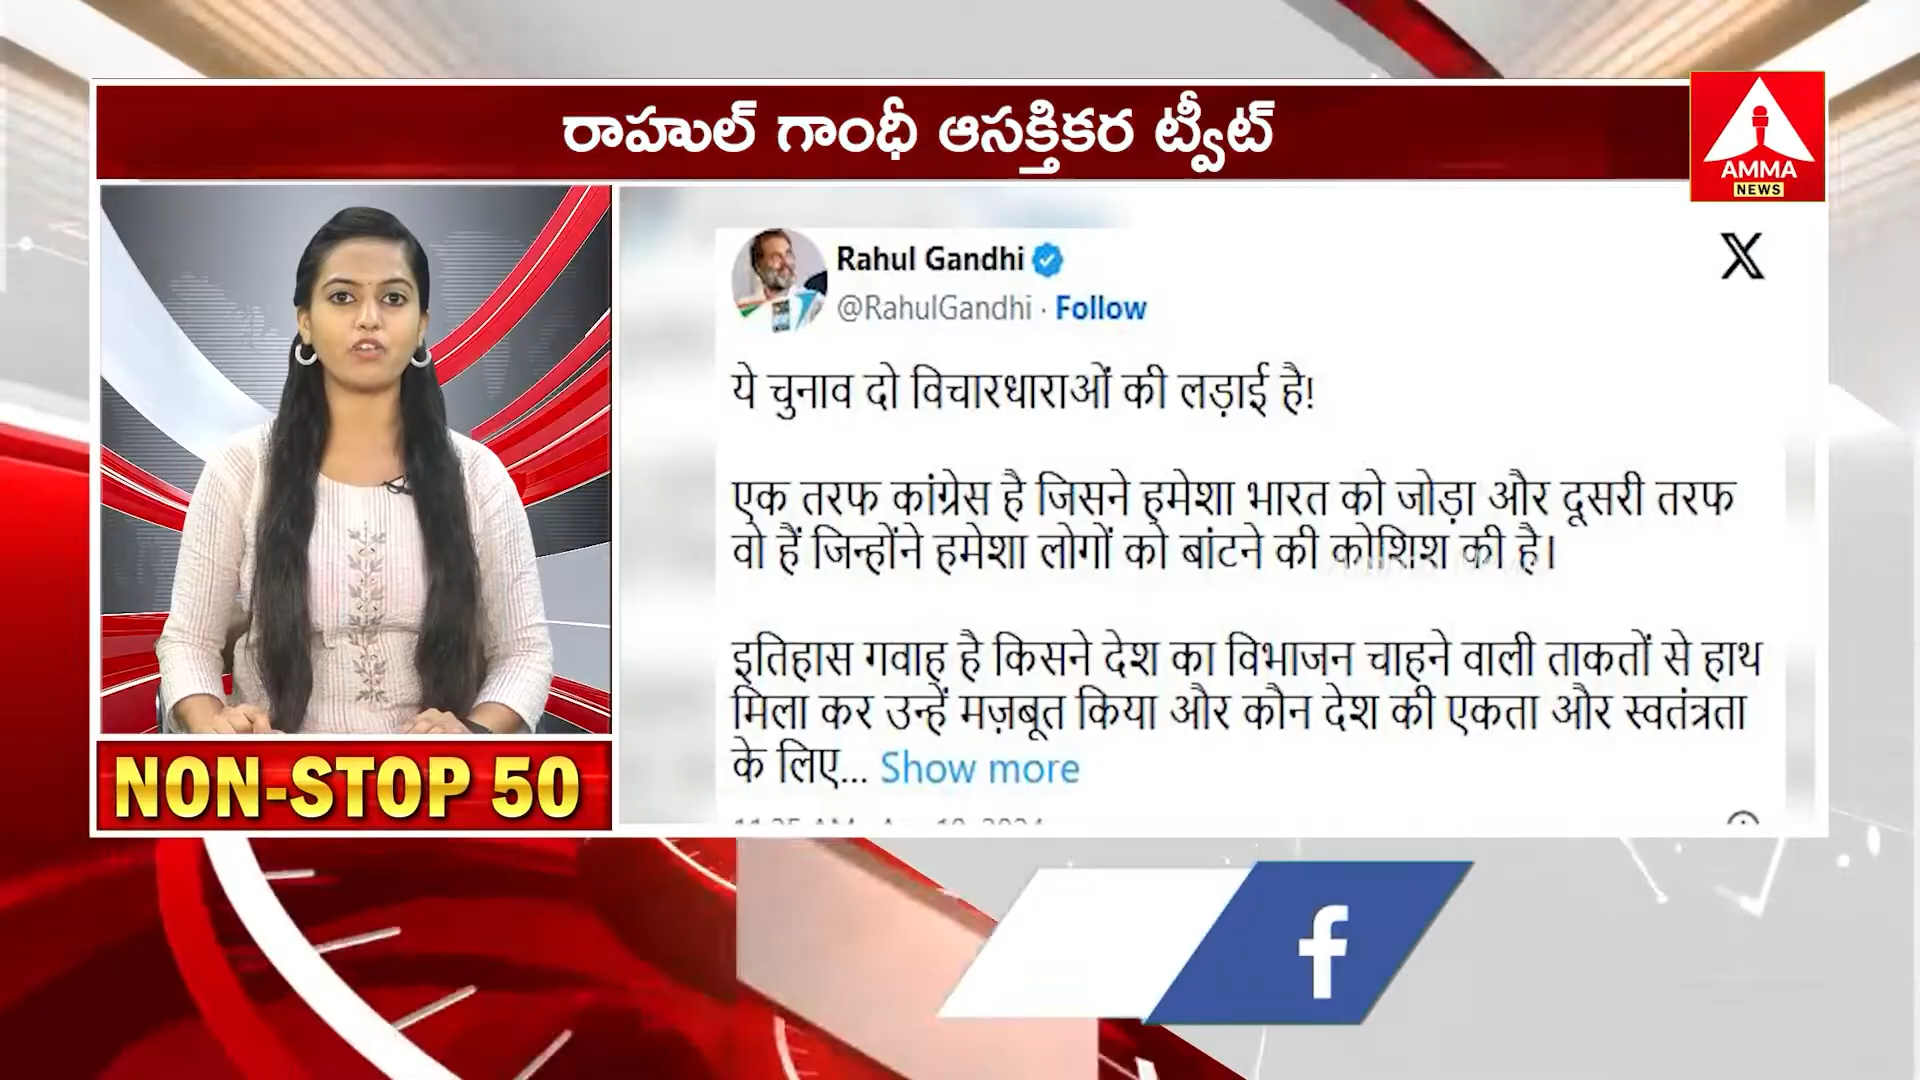 రాహుల్ గాంధీ ఆసక్తికర ట్వీట్
AMMA
NEWS
Rahul Gandhi
@RahulGandhi · Follow
ये चुनाव दो विचारधाराओं की लड़ाई है!
एक तरफ कांग्रेस है जिसने हमेशा भारत को जोड़ा और दूसरी तरफ
वो हैं जिन्होंने हमेशा लोगों को बांटने की कोशिश की है।
इतिहास गवाह है किसने देश का विभाजन चाहने वाली ताकतों से हाथ
मिला कर उन्हें मज़बूत किया और कौन देश की एकता और स्वतंत्रता
के लिए... Show more
NON-STOP 50